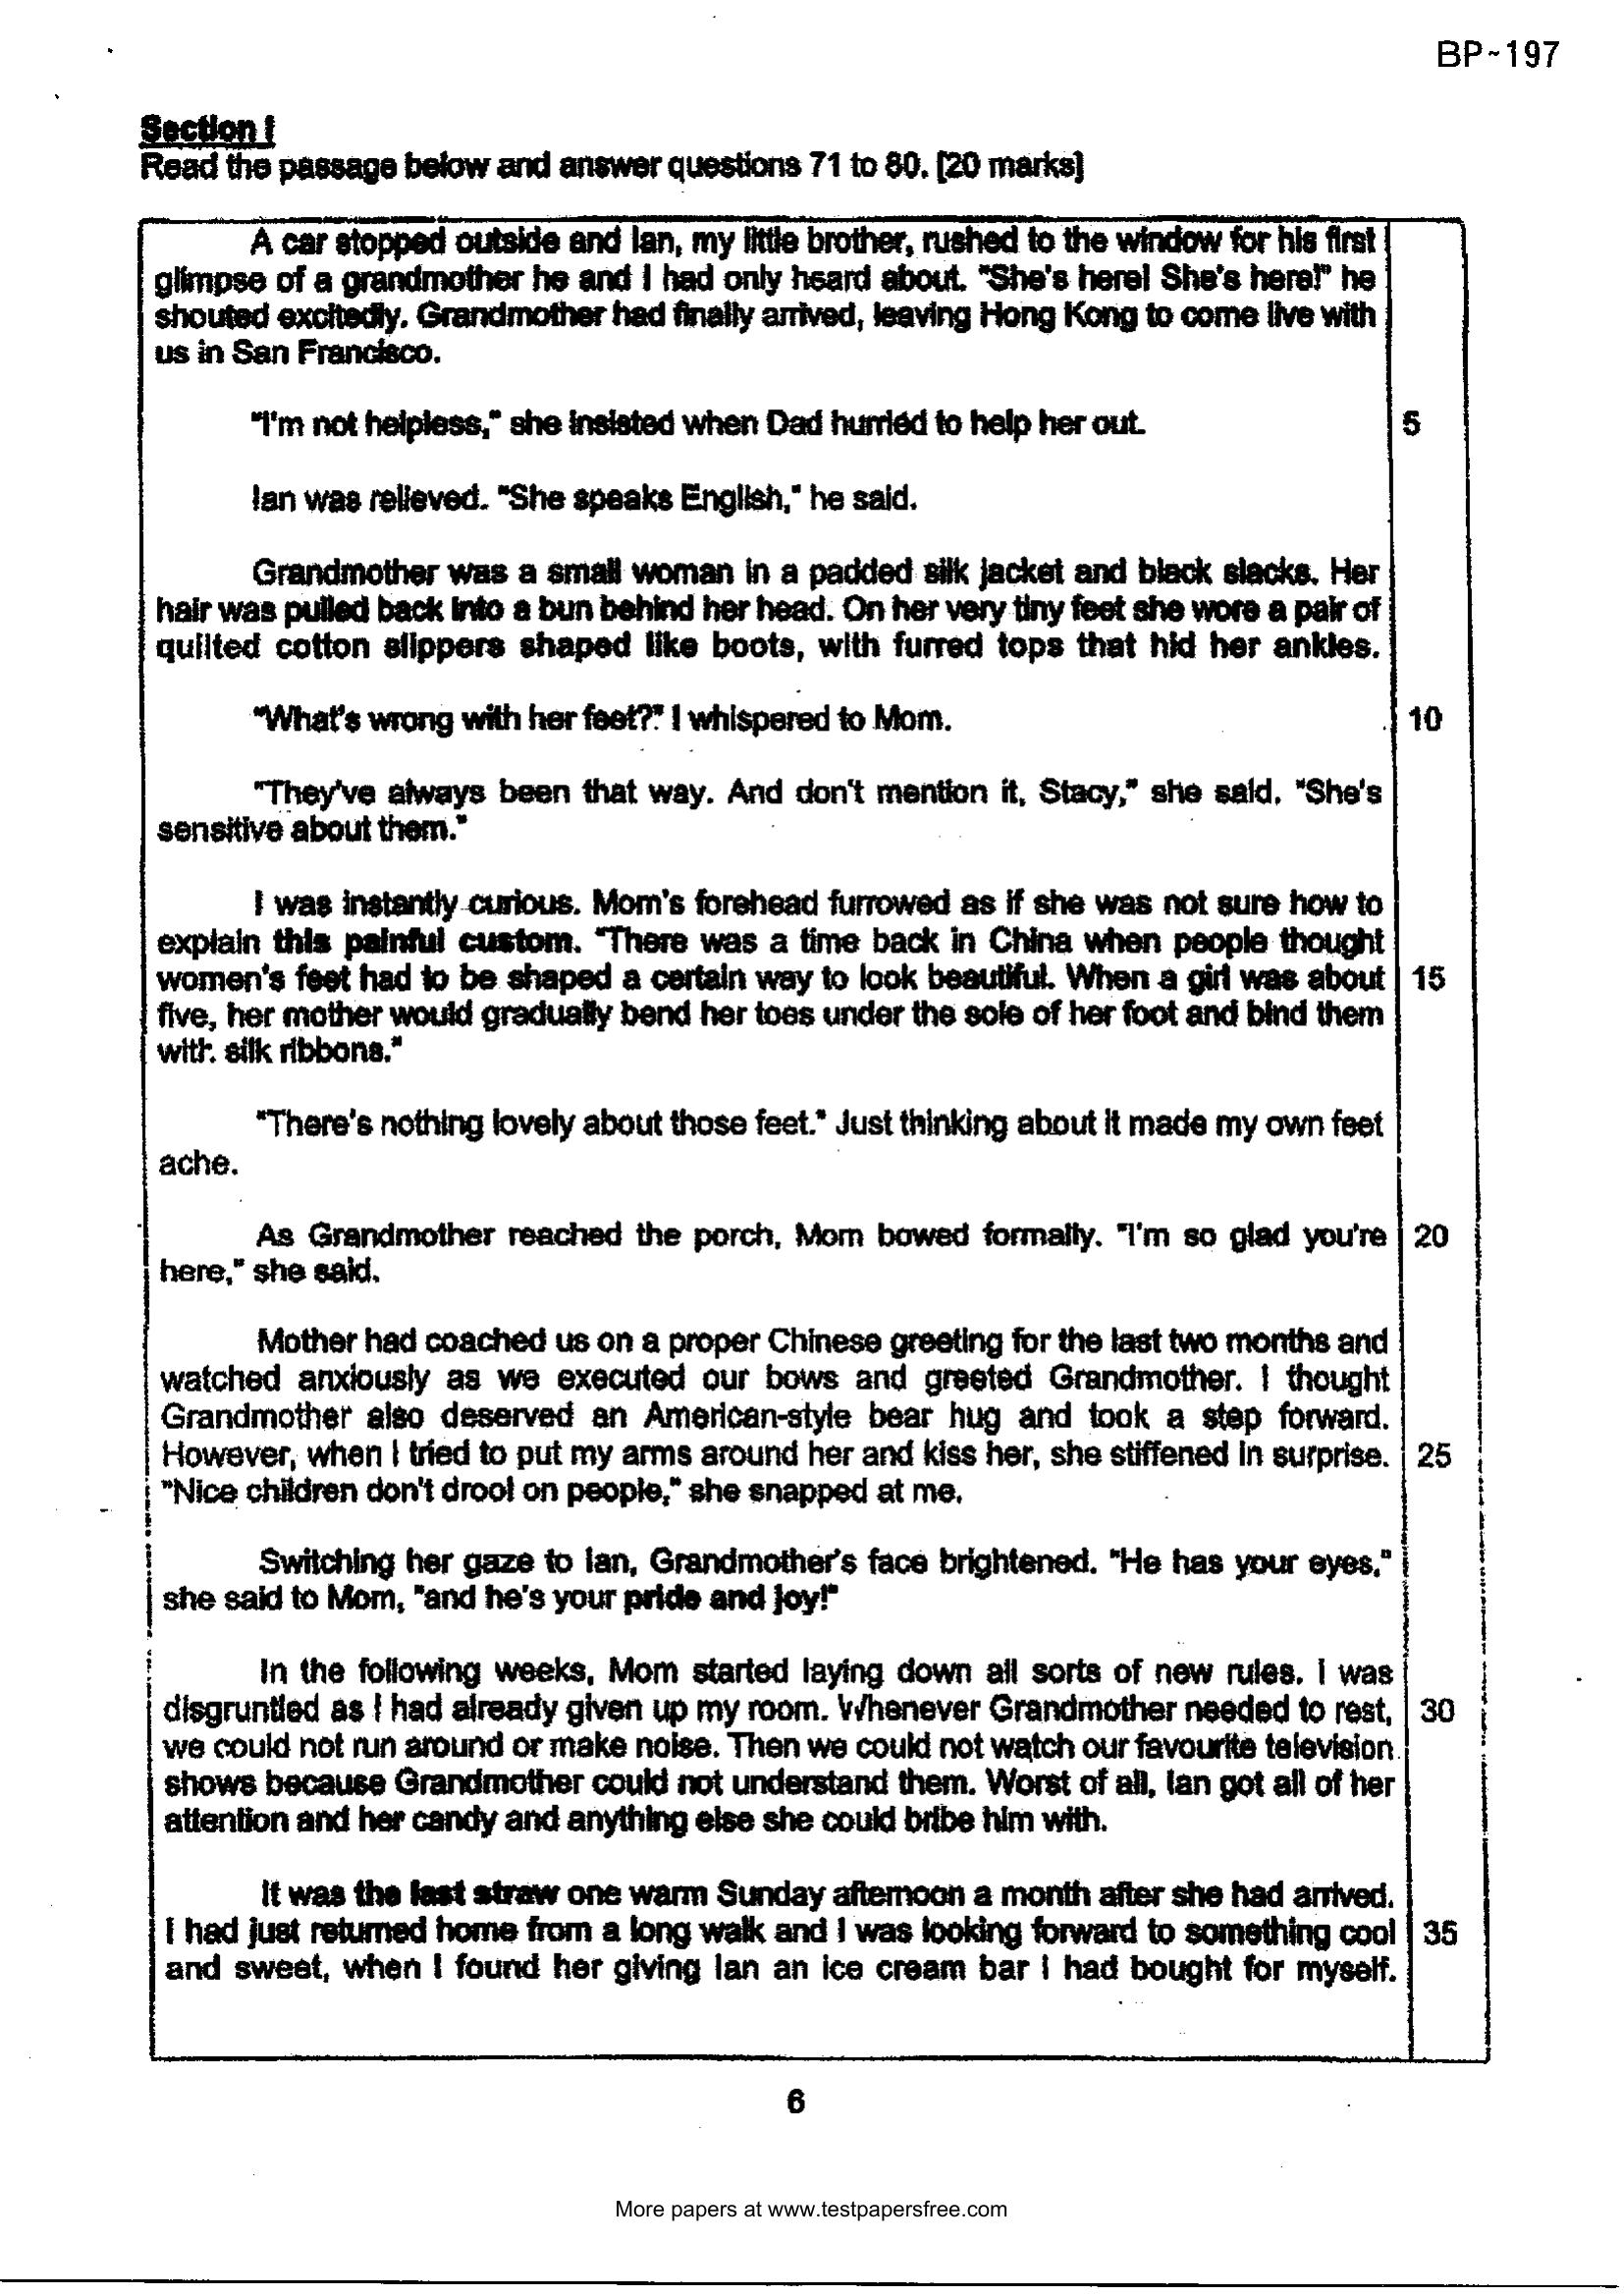 BP~197
Section I
Read the passage below and answer questions 71 to 80. [20 marks]
A car stopped outside and Ian, my little brother, rushed to the window for his first
glimpse of a grandmother he and I had only heard about. "She's here! She's here!" he
shouted excitedly. Grandmother had finally arrived, leaving Hong Kong to come live with
us in San Francisco.
"I'm not helpless," she insisted when Dad hurried to help her out. 5
Ian was relieved. "She speaks English," he said.
Grandmother was a small woman in a padded silk jacket and black slacks. Her
hair was pulled back into a bun behind her head. On her very tiny feet she wore a pair of
quilted cotton slippers shaped like boots, with furred tops that hid her ankles.
"What's wrong with her feet?" I whispered to Mom. 10
"They've always been that way. And don't mention it, Stacy," she said. "She's
sensitive about them."
I was instantly curious. Mom's forehead furrowed as if she was not sure how to
explain this painful custom. "There was a time back in China when people thought
women's feet had to be shaped a certain way to look beautiful. When a girl was about 15
five, her mother would gradually bend her toes under the sole of her foot and bind them
with silk ribbons."
"There's nothing lovely about those feet." Just thinking about it made my own feet
ache.
As Grandmother reached the porch, Mom bowed formally. "I'm so glad you're 20
here," she said.
Mother had coached us on a proper Chinese greeting for the last two months and
watched anxiously as we executed our bows and greeted Grandmother. I thought
Grandmother also deserved an American-style bear hug and took a step forward.
However, when I tried to put my arms around her and kiss her, she stiffened in surprise. 25
"Nice children don't drool on people," she snapped at me.
Switching her gaze to Ian, Grandmother's face brightened. "He has your eyes,"
she said to Mom, "and he's your pride and joy!"
In the following weeks, Mom started laying down all sorts of new rules. I was
disgruntled as I had already given up my room. Whenever Grandmother needed to rest, 30
we could not run around or make noise. Then we could not watch our favourite television
shows because Grandmother could not understand them. Worst of all, Ian got all of her
attention and her candy and anything else she could bribe him with.
It was the last straw one warm Sunday afternoon a month after she had arrived.
I had just returned home from a long walk and I was looking forward to something cool 35
and sweet, when I found her giving Ian an ice cream bar I had bought for myself.
6
More papers at www.testpapersfree.com